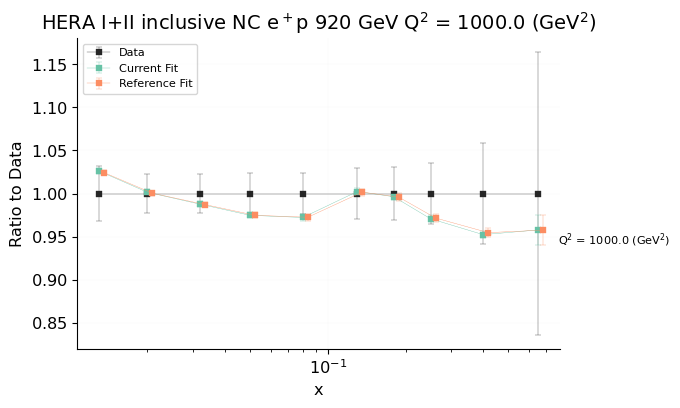 HERA I+II inclusive NC e⁺p 920 GeV Q² = 1000.0 (GeV²)
Data
Current Fit
Reference Fit
Ratio to Data
1.15
1.10
1.05
1.00
0.95
0.90
0.85
Q² = 1000.0 (GeV²)
10⁻¹
x